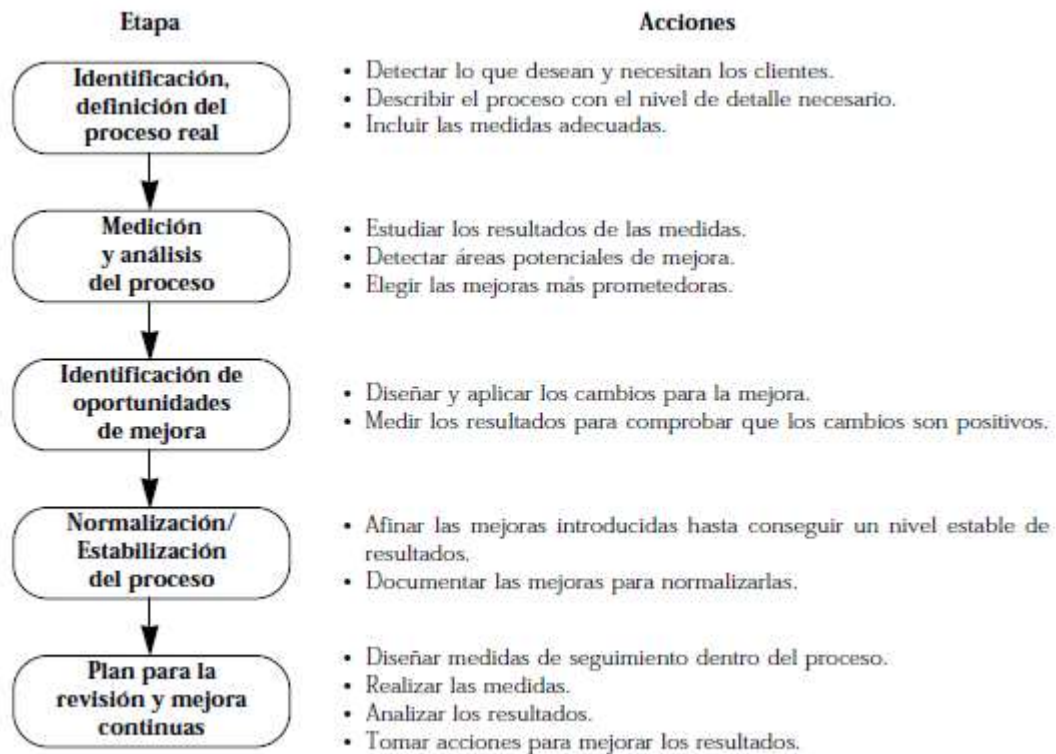 Etapa
Acciones
Identificación,
definición del
proceso real
• Detectar lo que desean y necesitan los clientes.
• Describir el proceso con el nivel de detalle necesario.
• Incluir las medidas adecuadas.
Medición
y análisis
del proceso
• Estudiar los resultados de las medidas.
• Detectar áreas potenciales de mejora.
• Elegir las mejoras más prometedoras.
Identificación de
oportunidades
de mejora
• Diseñar y aplicar los cambios para la mejora.
• Medir los resultados para comprobar que los cambios son positivos.
Normalización/
Estabilización
del proceso
• Afinar las mejoras introducidas hasta conseguir un nivel estable de
resultados.
• Documentar las mejoras para normalizarlas.
Plan para la
revisión y mejora
continuas
• Diseñar medidas de seguimiento dentro del proceso.
• Realizar las medidas.
• Analizar los resultados.
• Tomar acciones para mejorar los resultados.